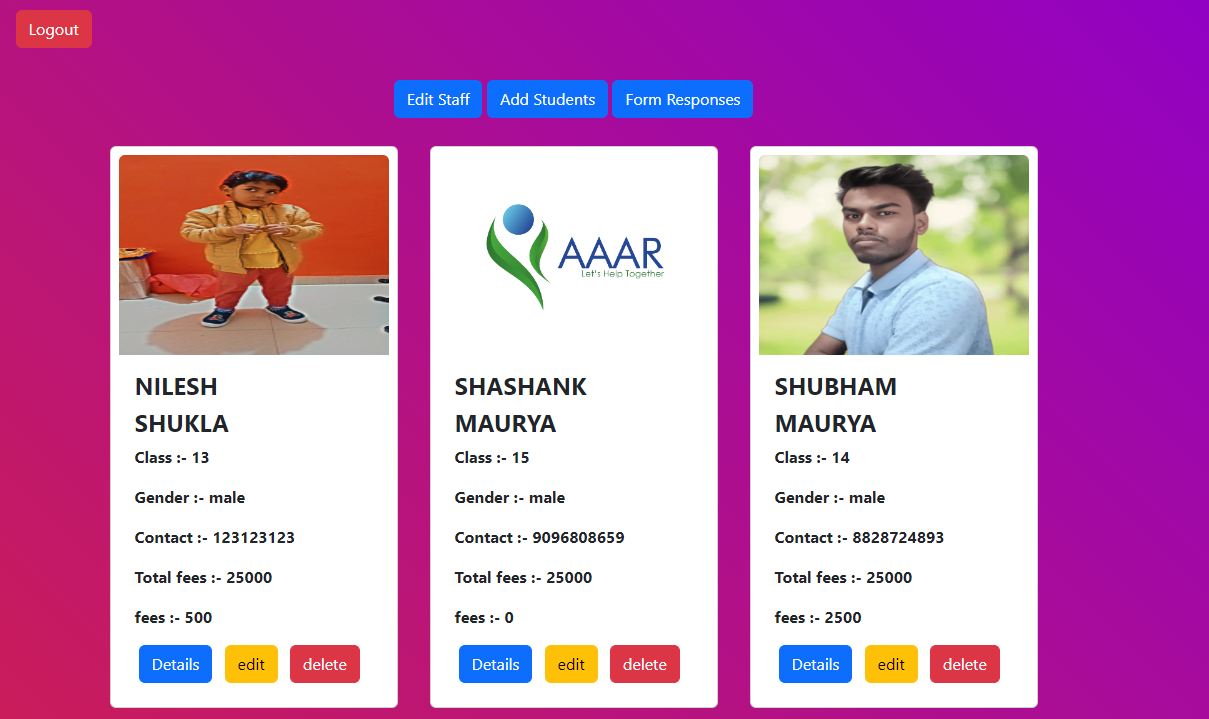 Logout
Edit Staff Add Students Form Responses
AAAR
Let's Help Together
NILESH
SHUKLA
Class :- 13
Gender :- male
Contact :- 123123123
Total fees :- 25000
fees :- 500
Details edit delete
SHASHANK
MAURYA
Class :- 15
Gender :- male
Contact :- 9096808659
Total fees :- 25000
fees :- 0
Details edit delete
SHUBHAM
MAURYA
Class :- 14
Gender :- male
Contact :- 8828724893
Total fees :- 25000
fees :- 2500
Details edit delete